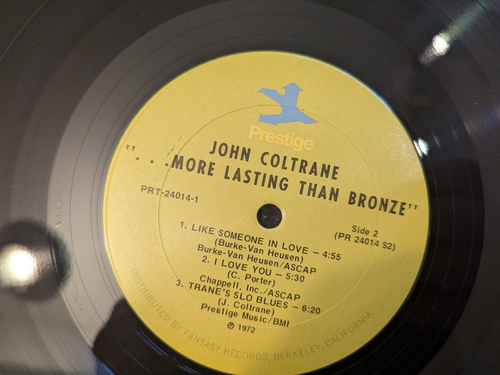 Prestige
JOHN COLTRANE
"...MORE LASTING THAN BRONZE"
PRT-24014-1
Side 2
(PR 24014 S2)
1. LIKE SOMEONE IN LOVE – 4:55
(Burke-Van Heusen)
Burke-Van Heusen/ASCAP
2. I LOVE YOU – 5:30
(C. Porter)
Chappell, Inc./ASCAP
3. TRANE'S SLO BLUES – 6:20
(J. Coltrane)
Prestige Music/BMI
℗ 1972
DISTRIBUTED BY FANTASY RECORDS, BERKELEY, CALIFORNIA